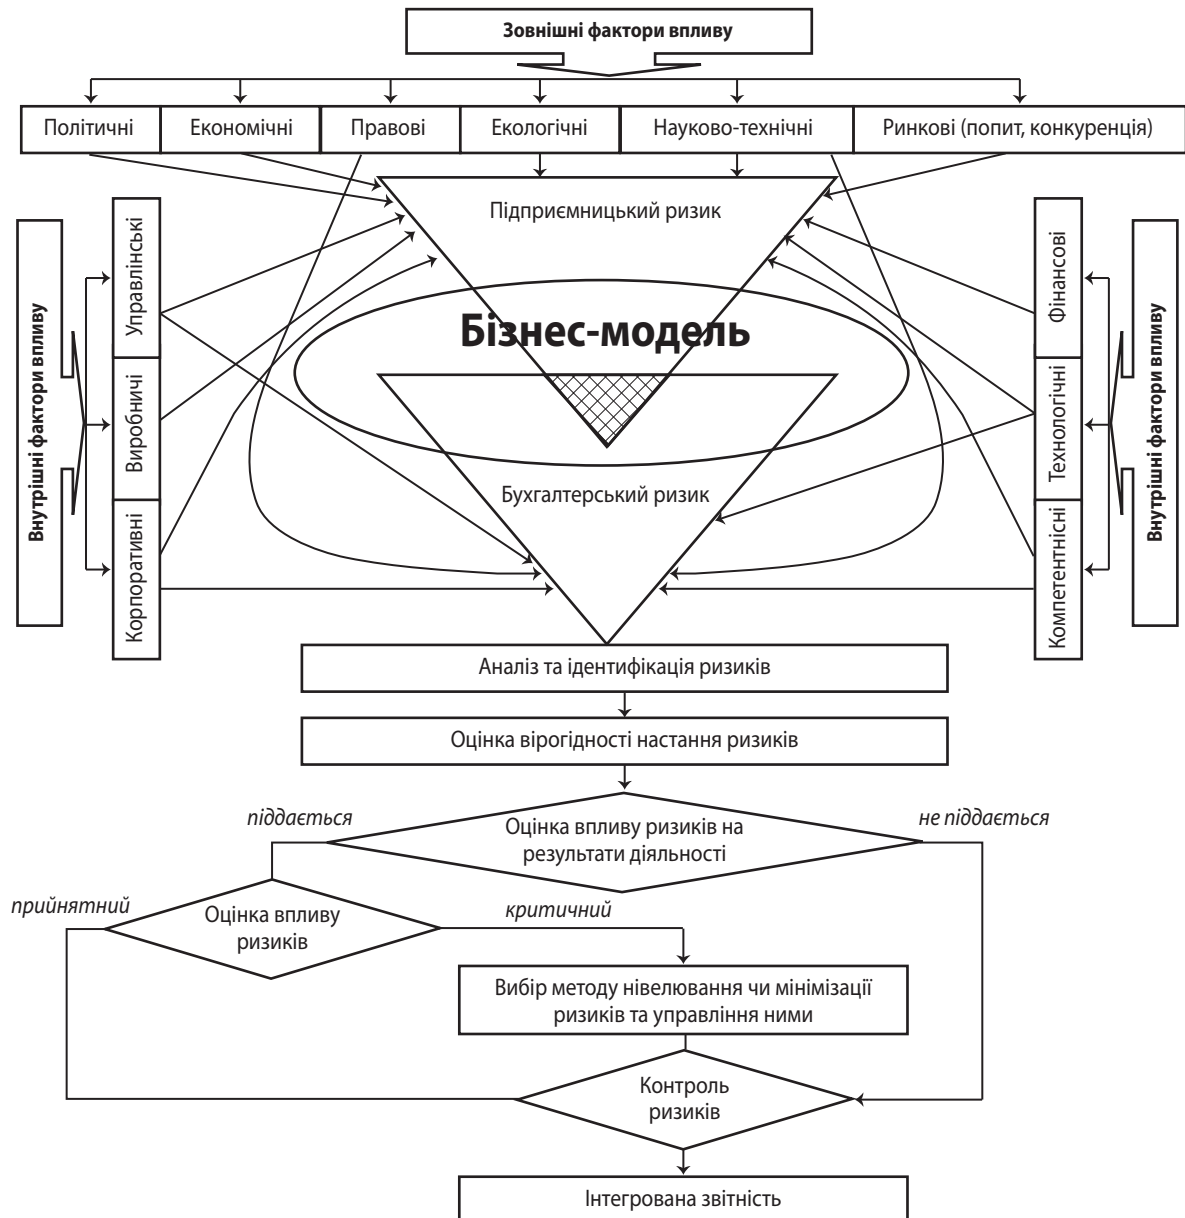 Зовнішні фактори впливу
Політичні
Економічні
Правові
Екологічні
Науково-технічні
Ринкові (попит, конкуренція)
Підприємницький ризик
Внутрішні фактори впливу
Управлінські
Виробничі
Корпоративні
Бізнес-модель
Бухгалтерський ризик
Фінансові
Технологічні
Компетентнісні
Внутрішні фактори впливу
Аналіз та ідентифікація ризиків
Оцінка вірогідності настання ризиків
піддається
Оцінка впливу ризиків на
результати діяльності
не піддається
прийнятний
Оцінка впливу
ризиків
критичний
Вибір методу нівелювання чи мінімізації
ризиків та управління ними
Контроль
ризиків
Інтегрована звітність